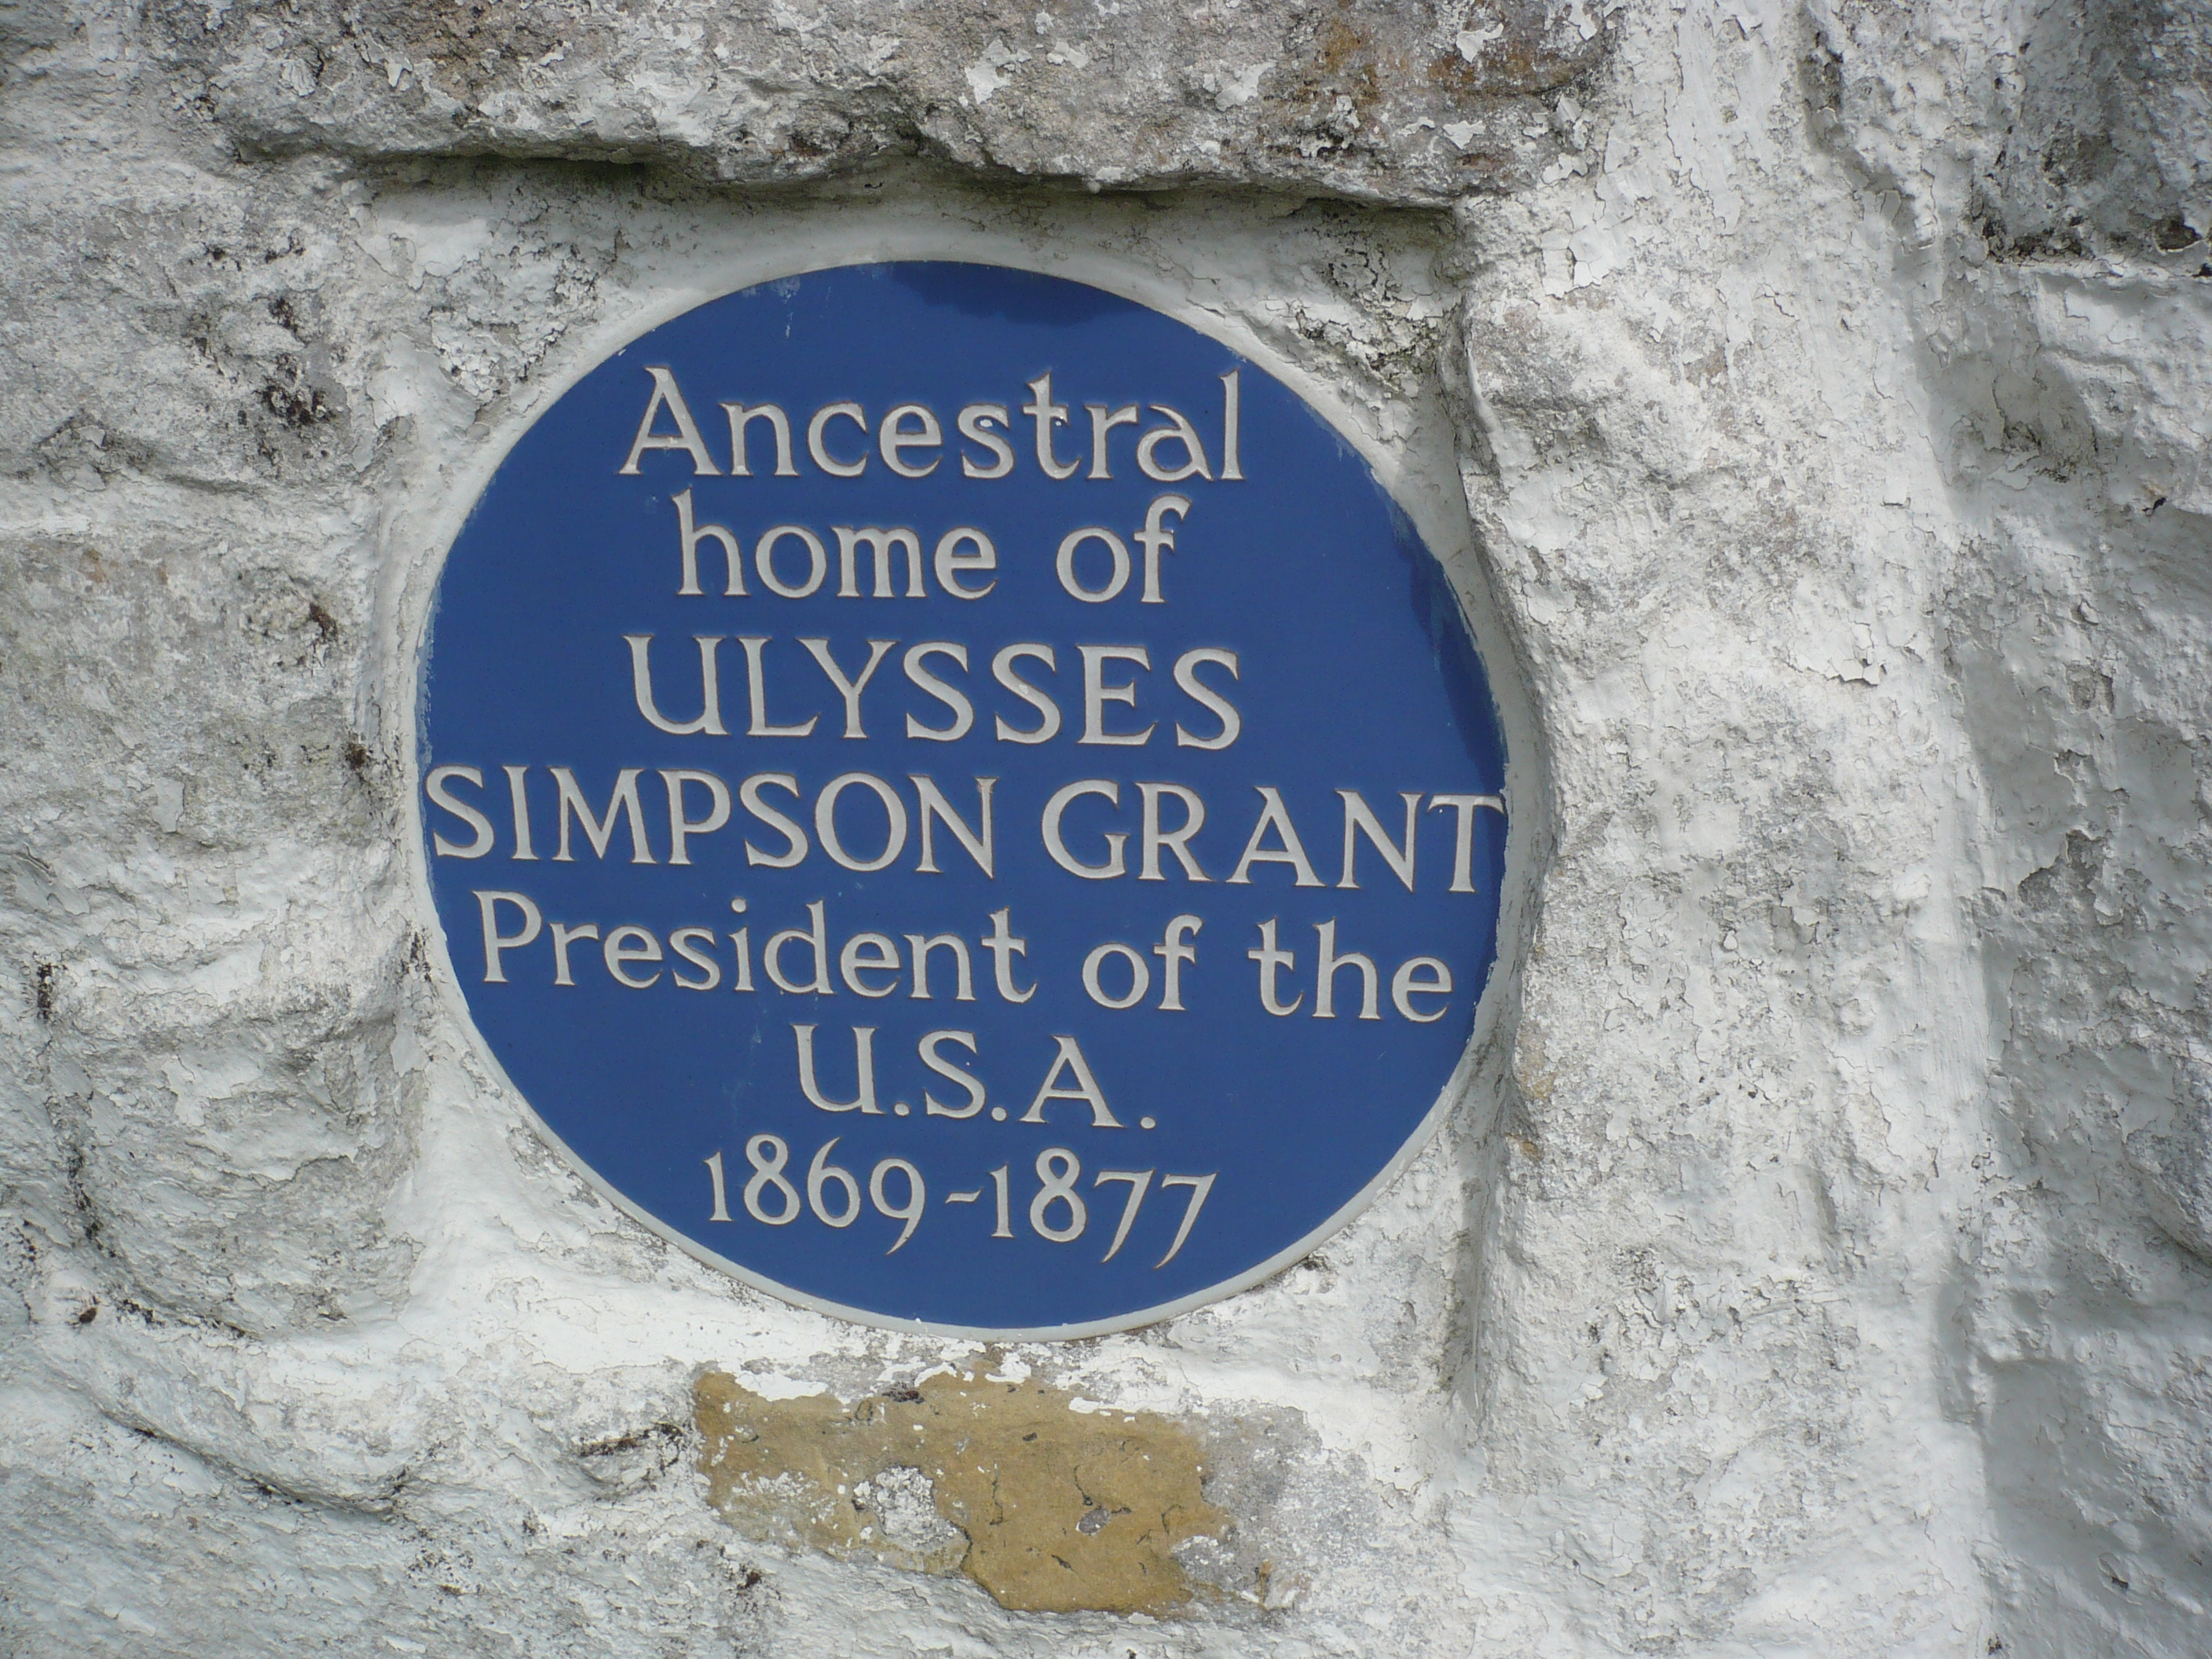 Ancestral
home of
ULYSSES
SIMPSON GRANT
President of the
U.S.A.
1869-1877